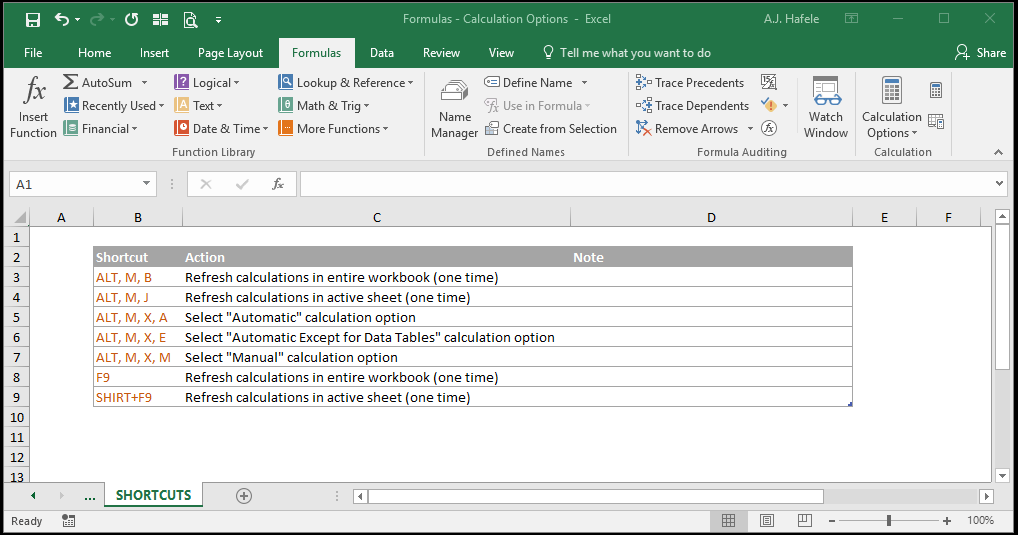 Formulas - Calculation Options - Excel
A.J. Hafele
File Home Insert Page Layout Formulas Data Review View Tell me what you want to do Share
fx
Insert Function
AutoSum
Recently Used
Financial
Logical
Text
Date & Time
Lookup & Reference
Math & Trig
More Functions
Function Library
Name Manager
Define Name
Use in Formula
Create from Selection
Defined Names
Trace Precedents
Trace Dependents
Remove Arrows
Formula Auditing
Watch Window
Calculation Options
Calculation
A1
fx
A B C D E F
1
2 Shortcut Action Note
3 ALT, M, B Refresh calculations in entire workbook (one time)
4 ALT, M, J Refresh calculations in active sheet (one time)
5 ALT, M, X, A Select "Automatic" calculation option
6 ALT, M, X, E Select "Automatic Except for Data Tables" calculation option
7 ALT, M, X, M Select "Manual" calculation option
8 F9 Refresh calculations in entire workbook (one time)
9 SHIRT+F9 Refresh calculations in active sheet (one time)
10
11
12
13
... SHORTCUTS
Ready
100%